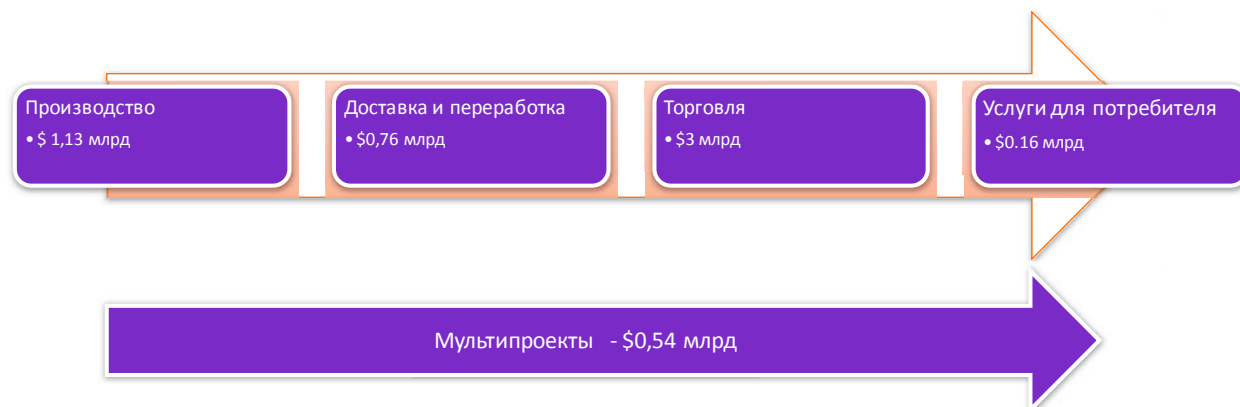 Производство
• $ 1,13 млрд
Доставка и переработка
• $0,76 млрд
Торговля
• $3 млрд
Услуги для потребителя
• $0.16 млрд
Мультипроекты - $0,54 млрд